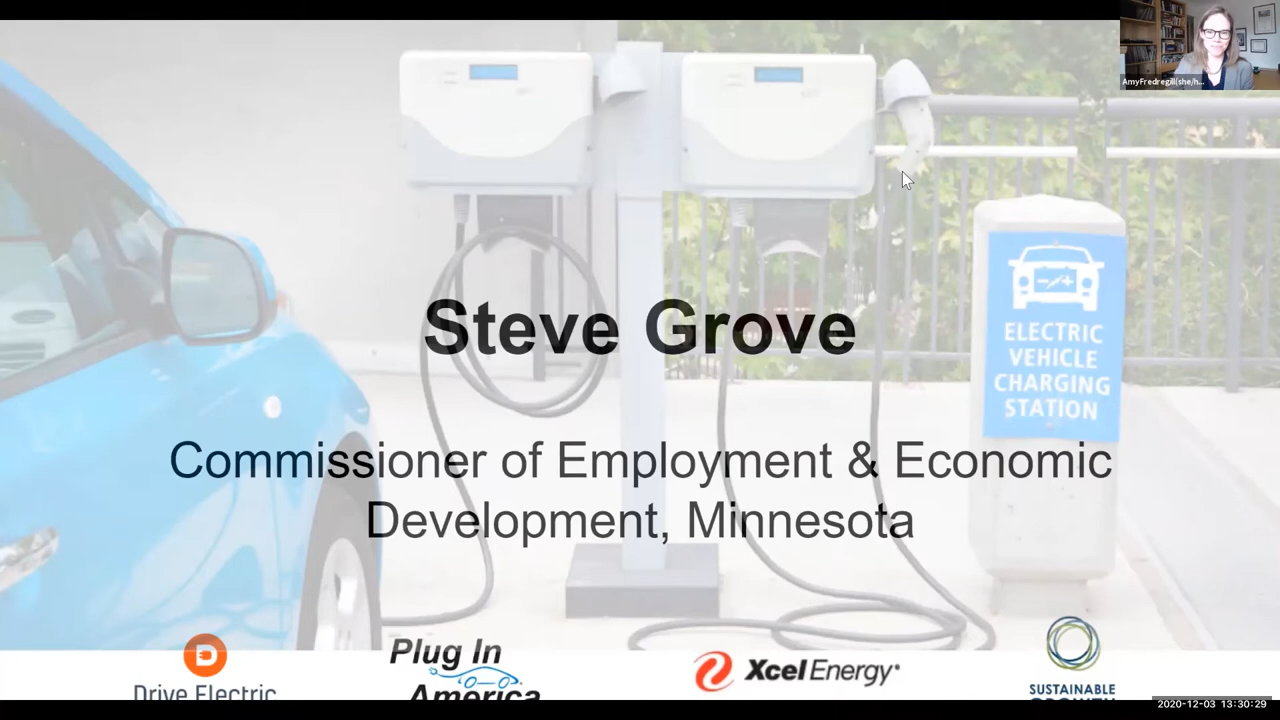 AmyFredregill(she/h...
Steve Grove
Commissioner of Employment & Economic
Development, Minnesota
ELECTRIC
VEHICLE
CHARGING
STATION
Drive Electric
Plug In
America
Xcel Energy®
SUSTAINABLE
GROWTH
2020-12-03 13:30:29